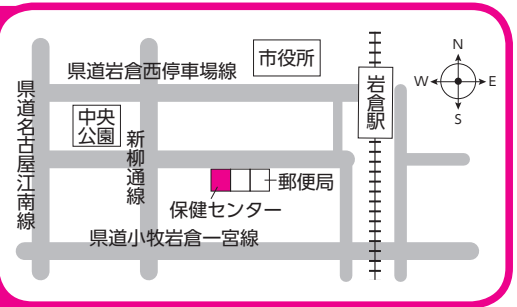 市役所
県道岩倉西停車場線
岩倉駅
N
W
E
S
県道名古屋江南線
中央
公園
新柳通線
郵便局
保健センター
県道小牧岩倉一宮線